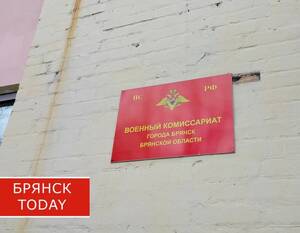 ВС РФ
ВОЕННЫЙ КОМИССАРИАТ
ГОРОДА БРЯНСК
БРЯНСКОЙ ОБЛАСТИ
БРЯНСК
TODAY